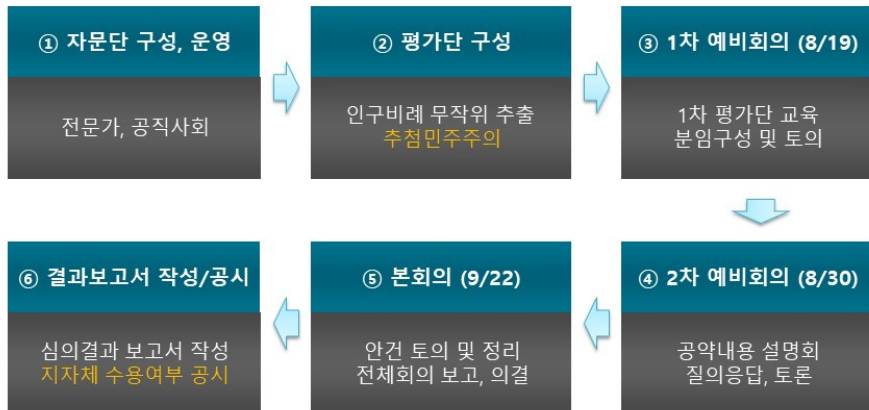 ① 자문단 구성, 운영
전문가, 공직사회
② 평가단 구성
인구비례 무작위 추출
추첨민주주의
③ 1차 예비회의 (8/19)
1차 평가단 교육
분임구성 및 토의
④ 2차 예비회의 (8/30)
공약내용 설명회
질의응답, 토론
⑤ 본회의 (9/22)
안건 토의 및 정리
전체회의 보고, 의결
⑥ 결과보고서 작성/공시
심의결과 보고서 작성
지자체 수용여부 공시